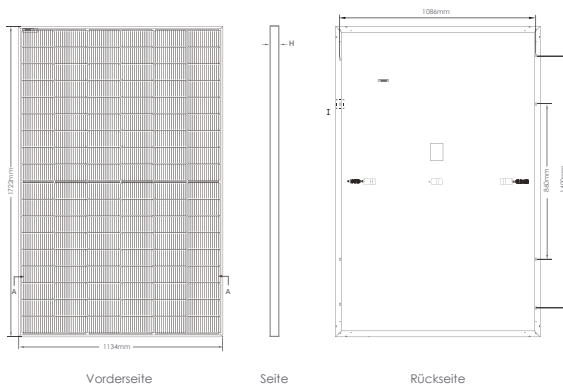 1086mm
H
I
1722mm
860mm
A
A
1134mm
Vorderseite
Seite
Rückseite